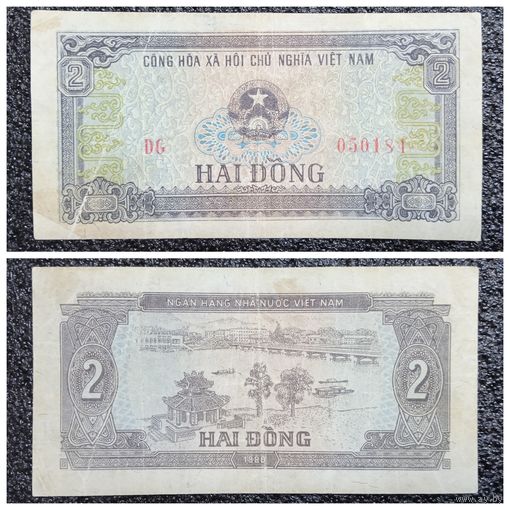 CỘNG HÒA XÃ HỘI CHỦ NGHĨA VIỆT NAM
2 2
DG 050181
HAI ĐỒNG
NGÂN HÀNG NHÀ NƯỚC VIỆT NAM
2 2
HAI ĐỒNG
1980